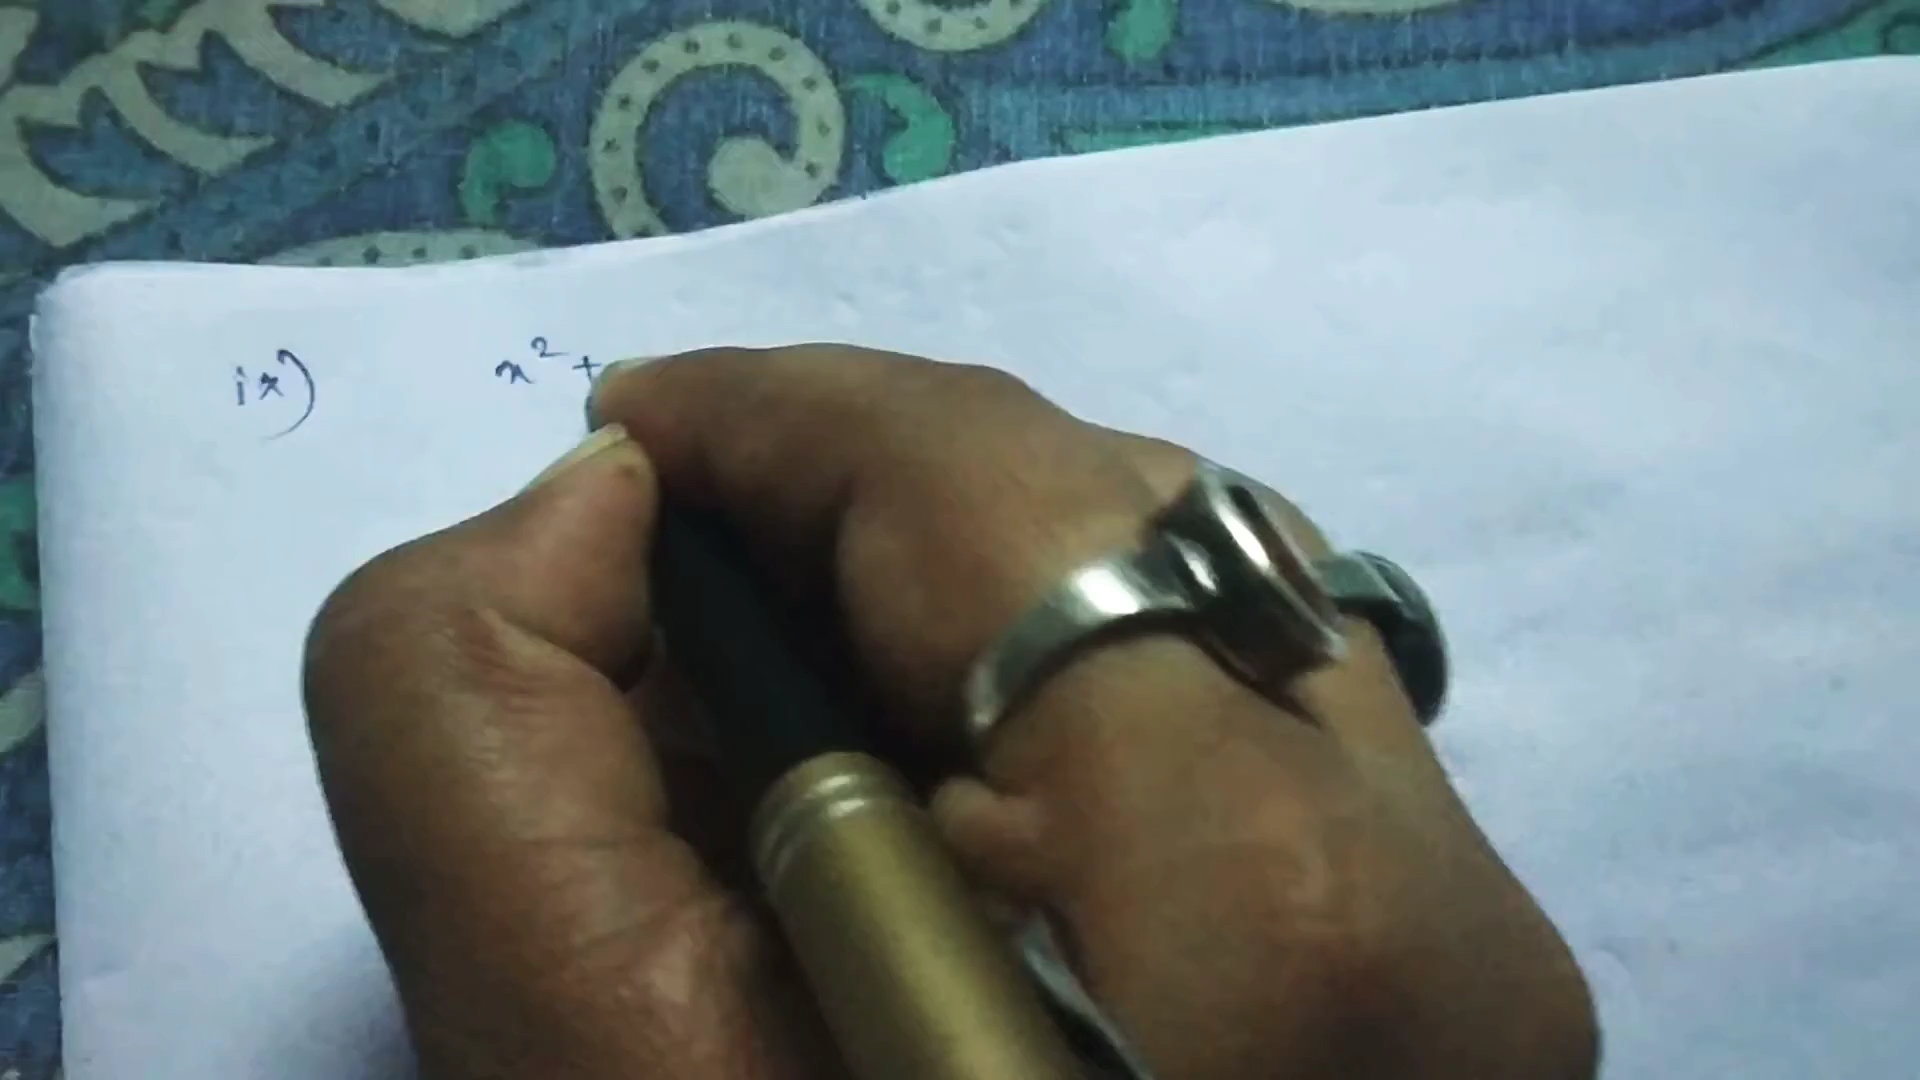 ix) x² +